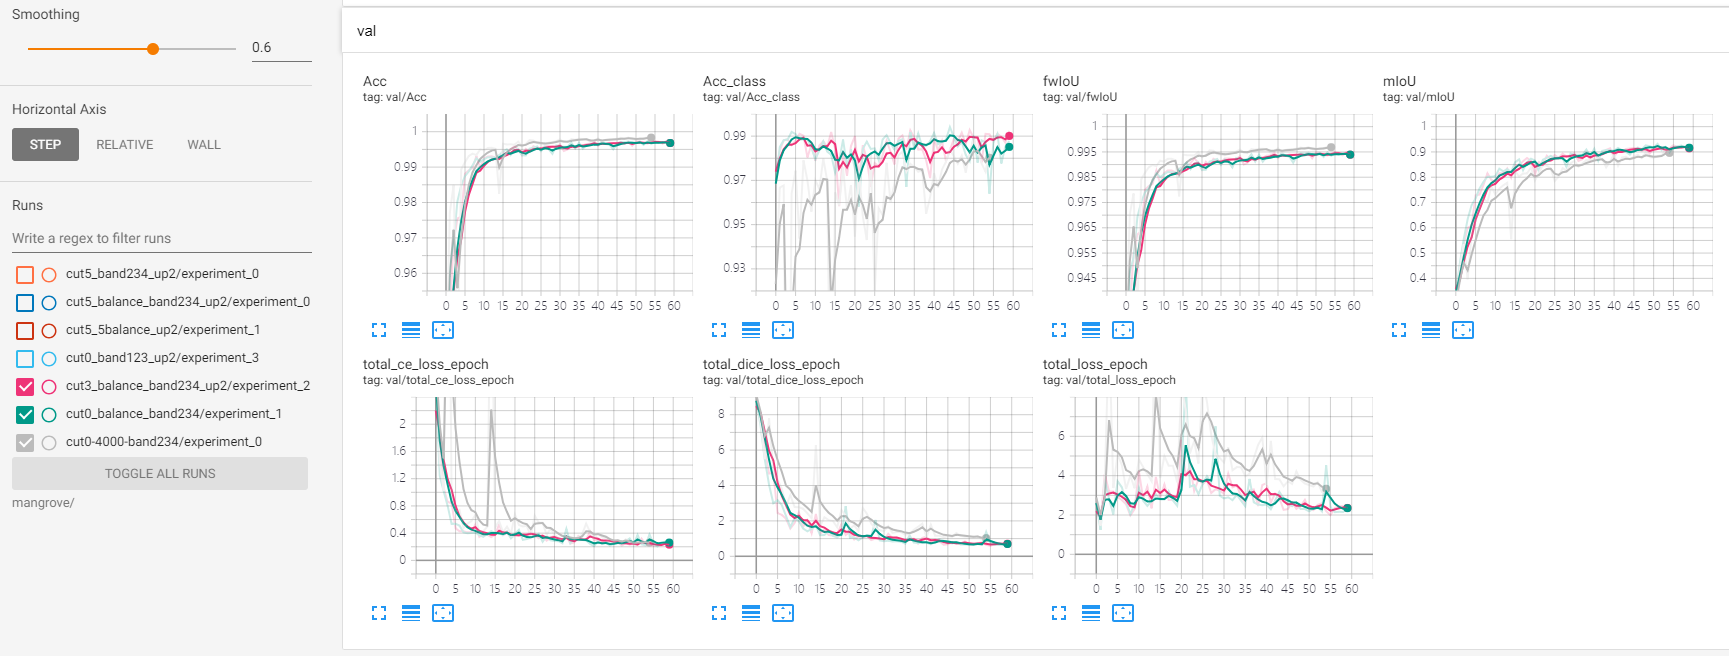 Smoothing
0.6
Horizontal Axis
STEP RELATIVE WALL
Runs
Write a regex to filter runs
cut5_band234_up2/experiment_0
cut5_balance_band234_up2/experiment_0
cut5_5balance_up2/experiment_1
cut0_band123_up2/experiment_3
cut3_balance_band234_up2/experiment_2
cut0_balance_band234/experiment_1
cut0-4000-band234/experiment_0
TOGGLE ALL RUNS
mangrove/
val
Acc
tag: val/Acc
1
0.99
0.98
0.97
0.96
0 5 10 15 20 25 30 35 40 45 50 55 60
Acc_class
tag: val/Acc_class
0.99
0.97
0.95
0.93
0 5 10 15 20 25 30 35 40 45 50 55 60
fwIoU
tag: val/fwIoU
1
0.995
0.985
0.975
0.965
0.955
0.945
0 5 10 15 20 25 30 35 40 45 50 55 60
mIoU
tag: val/mIoU
1
0.9
0.8
0.7
0.6
0.5
0.4
0 5 10 15 20 25 30 35 40 45 50 55 60
total_ce_loss_epoch
tag: val/total_ce_loss_epoch
2
1.6
1.2
0.8
0.4
0
0 5 10 15 20 25 30 35 40 45 50 55 60
total_dice_loss_epoch
tag: val/total_dice_loss_epoch
8
6
4
2
0
0 5 10 15 20 25 30 35 40 45 50 55 60
total_loss_epoch
tag: val/total_loss_epoch
6
4
2
0
0 5 10 15 20 25 30 35 40 45 50 55 60